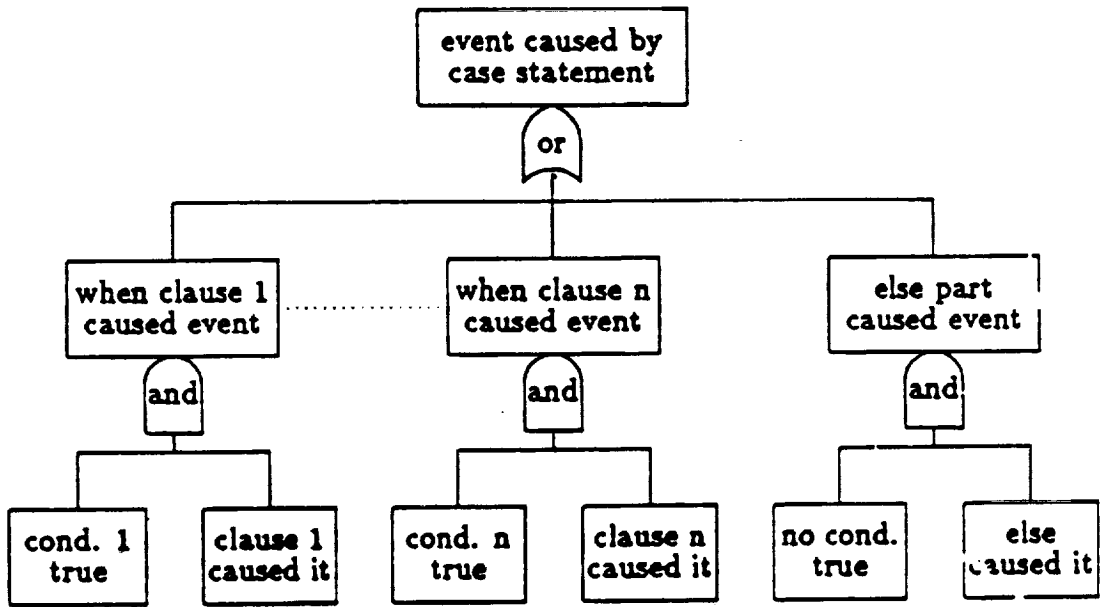 event caused by
case statement
or
when clause 1
caused event
when clause n
caused event
else part
caused event
and
and
and
cond. 1
true
clause 1
caused it
cond. n
true
clause n
caused it
no cond.
true
else
caused it